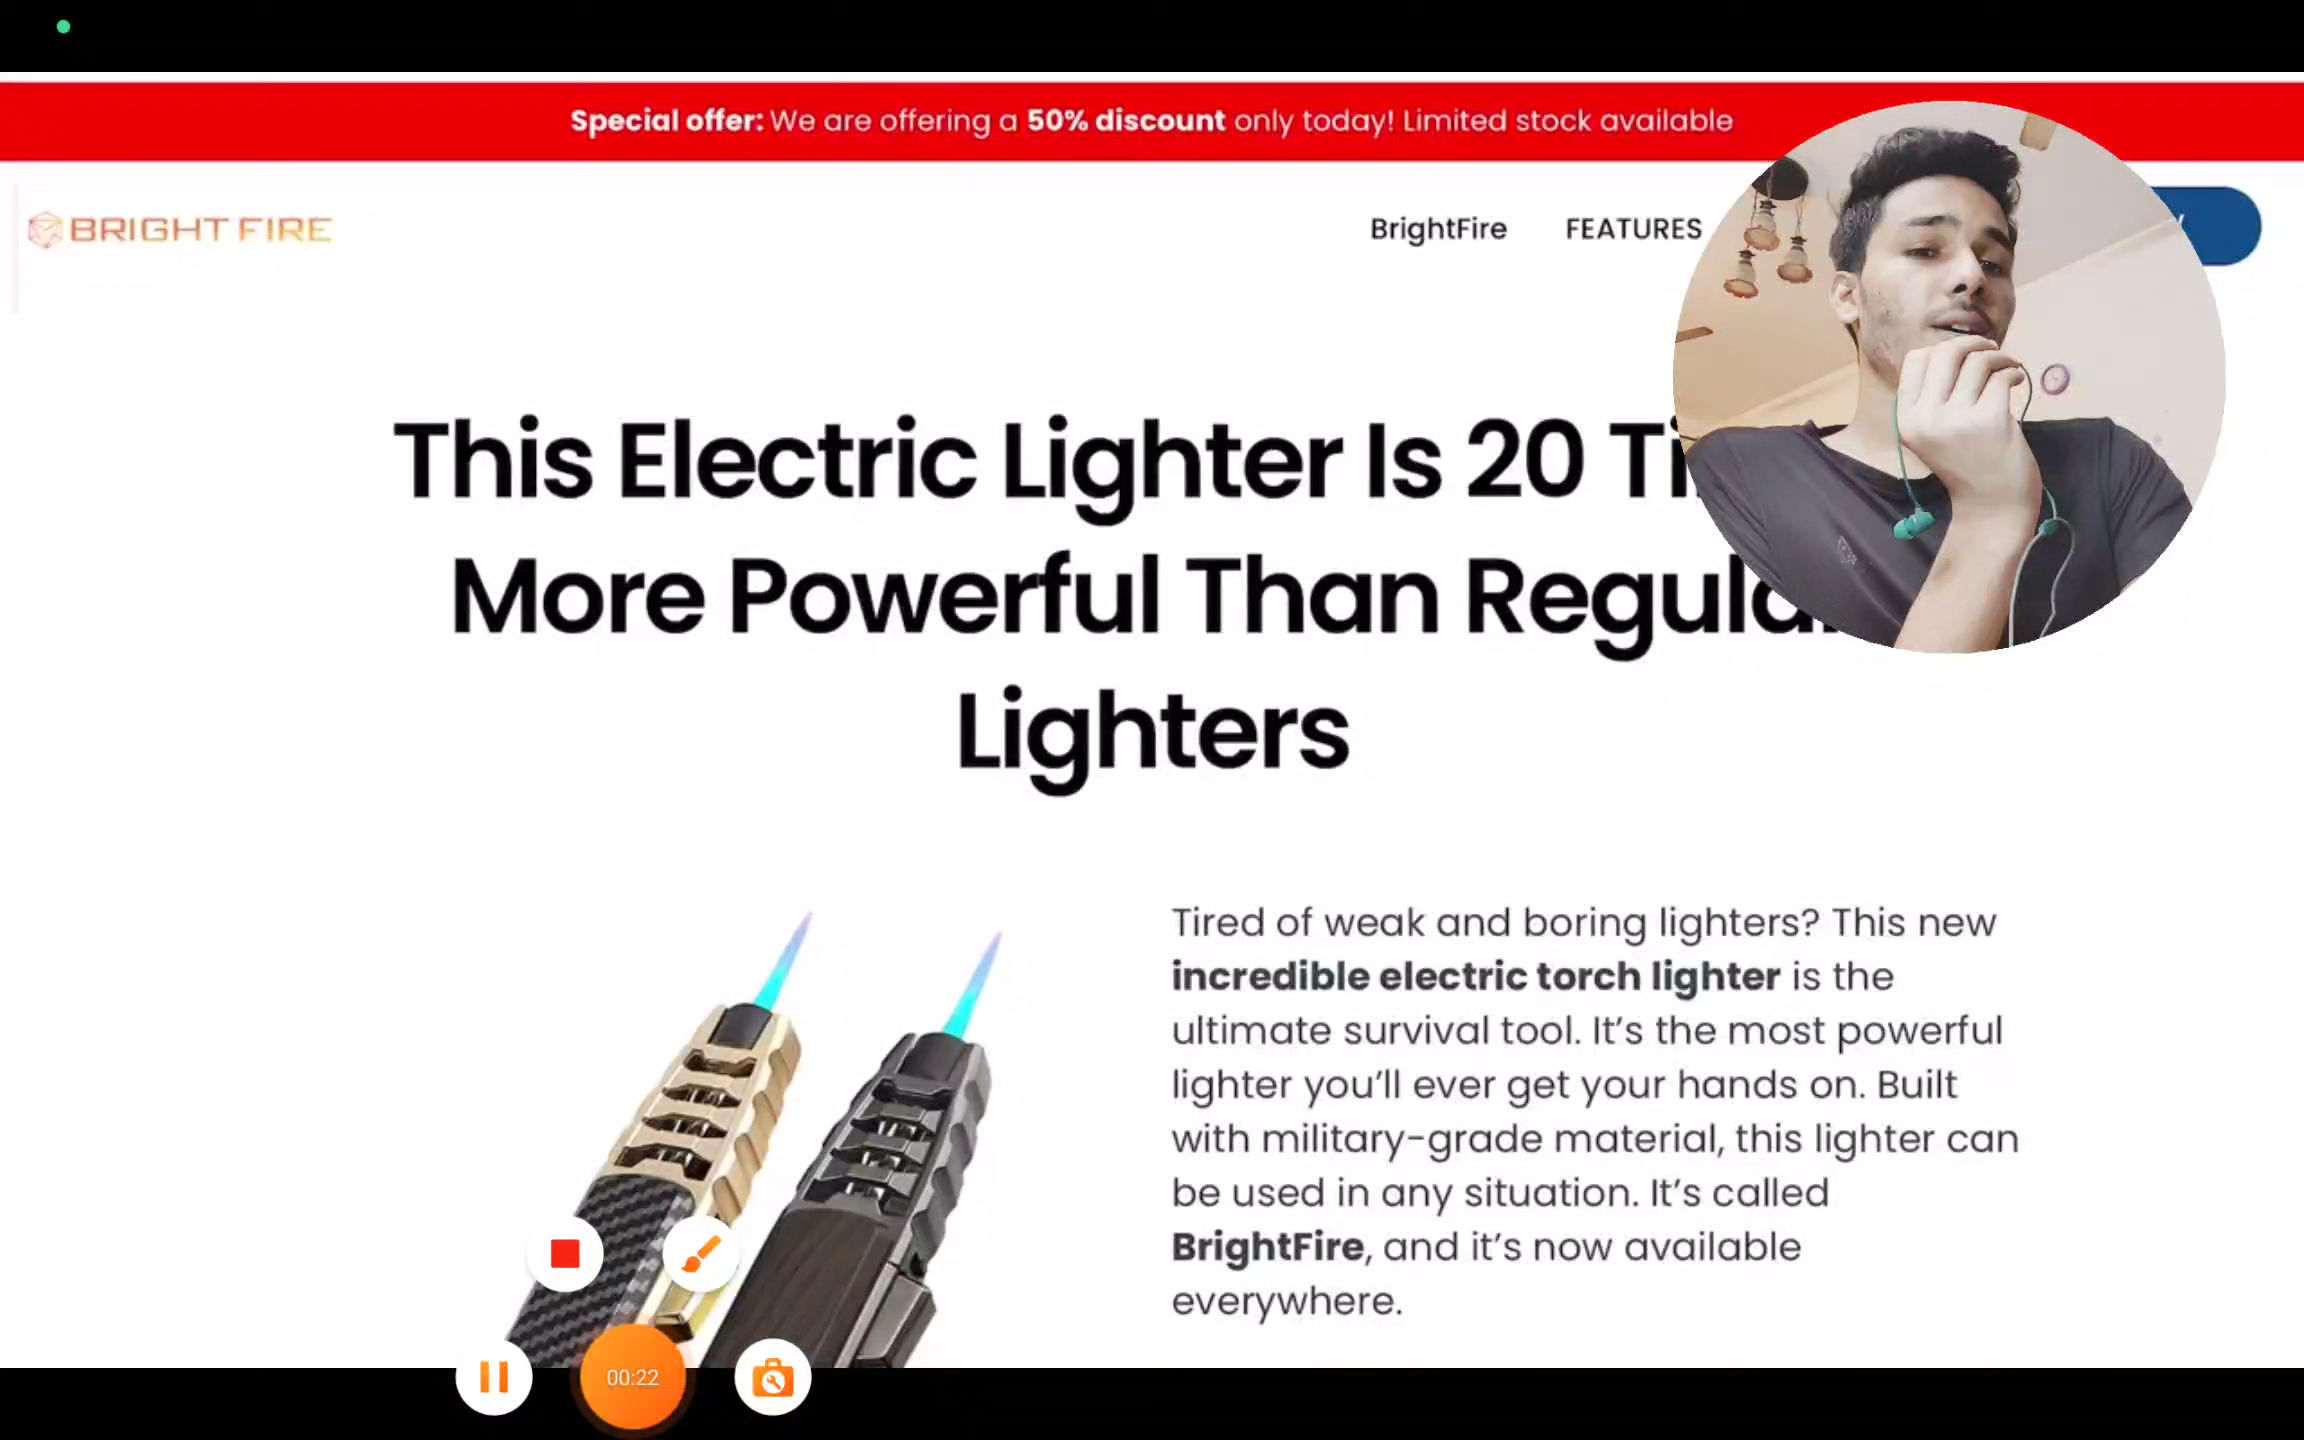 Special offer: We are offering a 50% discount only today! Limited stock available
BRIGHT FIRE
BrightFire FEATURES
This Electric Lighter Is 20
More Powerful Than Regular
Lighters
Tired of weak and boring lighters? This new
incredible electric torch lighter is the
ultimate survival tool. It's the most powerful
lighter you'll ever get your hands on. Built
with military-grade material, this lighter can
be used in any situation. It's called
BrightFire, and it's now available
everywhere.
00:22